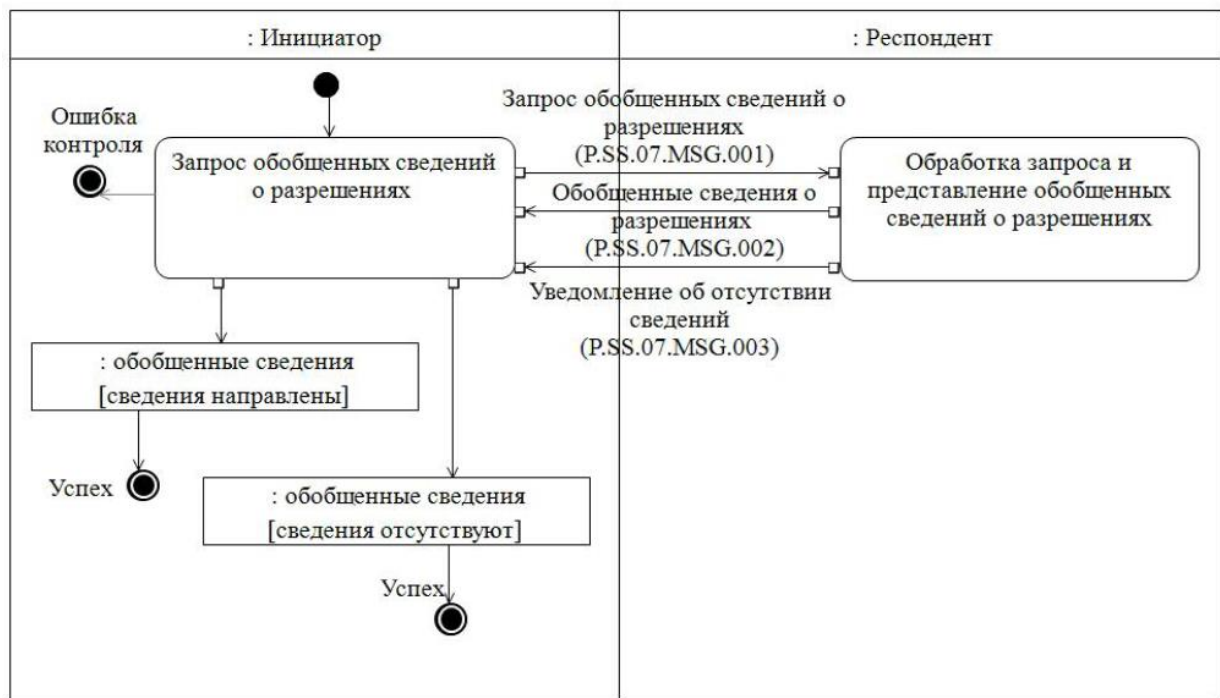 : Инициатор
: Респондент
Ошибка
контроля
Запрос обобщенных сведений
о разрешениях
Запрос обобщенных сведений о
разрешениях
(P.SS.07.MSG.001)
Обобщенные сведения о
разрешениях
(P.SS.07.MSG.002)
Уведомление об отсутствии
сведений
(P.SS.07.MSG.003)
Обработка запроса и
представление обобщенных
сведений о разрешениях
: обобщенные сведения
[сведения направлены]
Успех
: обобщенные сведения
[сведения отсутствуют]
Успех